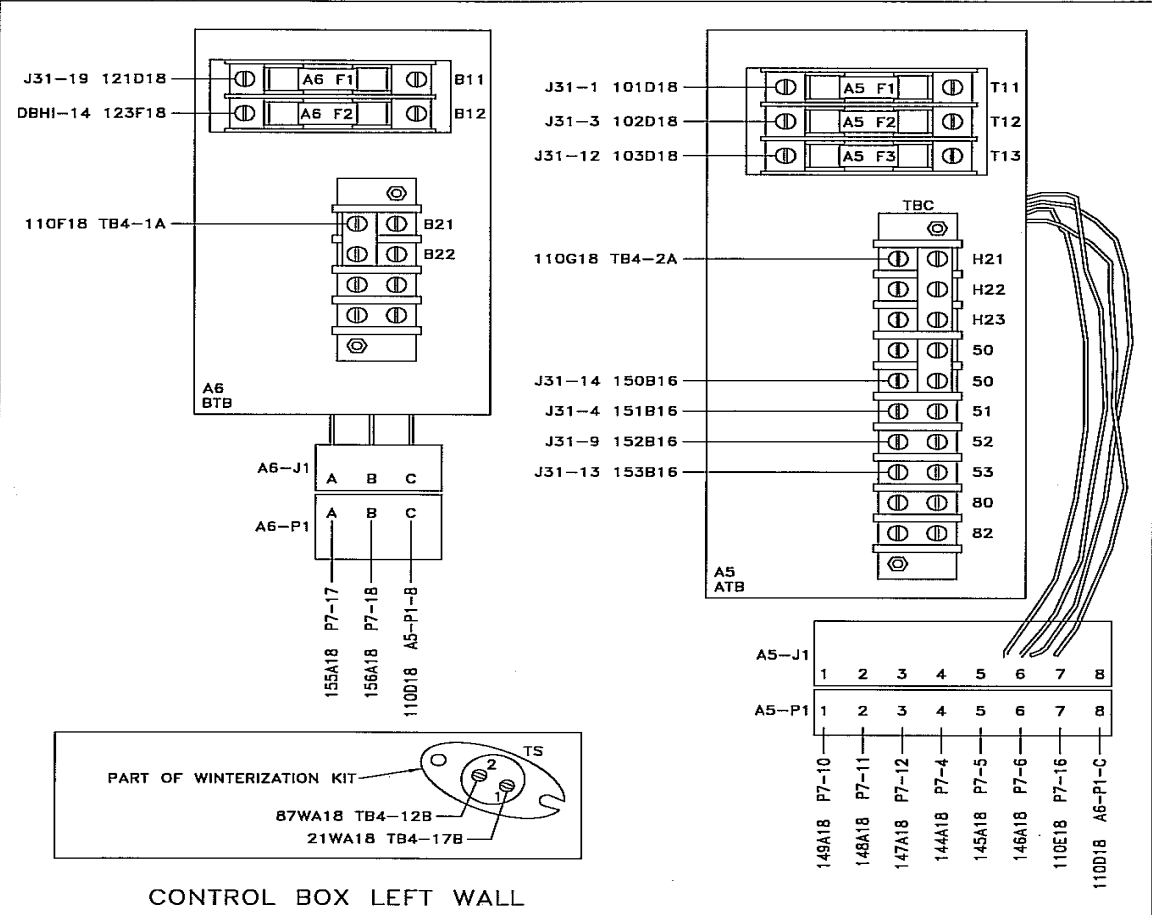 J31-19 121D18
A6 F1
B11
DBHI-14 123F18
A6 F2
B12
110F18 TB4-1A
B21
B22
A6
BTB
A6-J1
A B C
A6-P1
A B C
155A18 P7-17
156A18 P7-18
110D18 A5-P1-8
J31-1 101D18
A5 F1
T11
J31-3 102D18
A5 F2
T12
J31-12 103D18
A5 F3
T13
TBC
110G18 TB4-2A
H21
H22
H23
50
J31-14 150B16
50
J31-4 151B16
51
J31-9 152B16
52
J31-13 153B16
53
80
82
A5
ATB
A5-J1
1 2 3 4 5 6 7 8
A5-P1
1 2 3 4 5 6 7 8
149A18 P7-10
148A18 P7-11
147A18 P7-12
144A18 P7-4
145A18 P7-5
146A18 P7-6
110E18 P7-16
110D18 A6-P1-C
TS
2
1
PART OF WINTERIZATION KIT
87WA18 TB4-12B
21WA18 TB4-17B
CONTROL BOX LEFT WALL